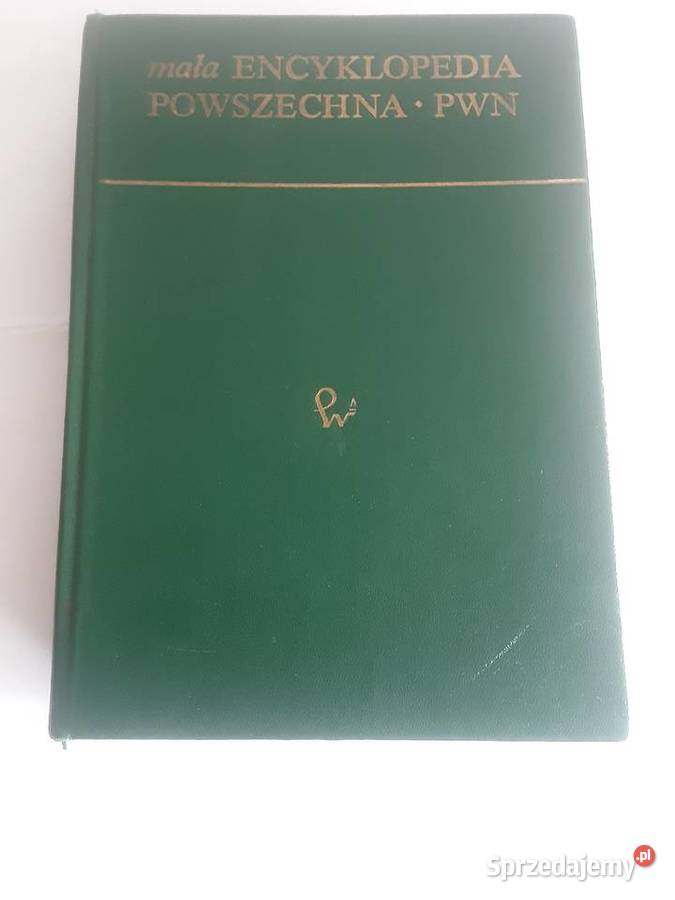 mała ENCYKLOPEDIA
POWSZECHNA · PWN
Sprzedajemy.pl